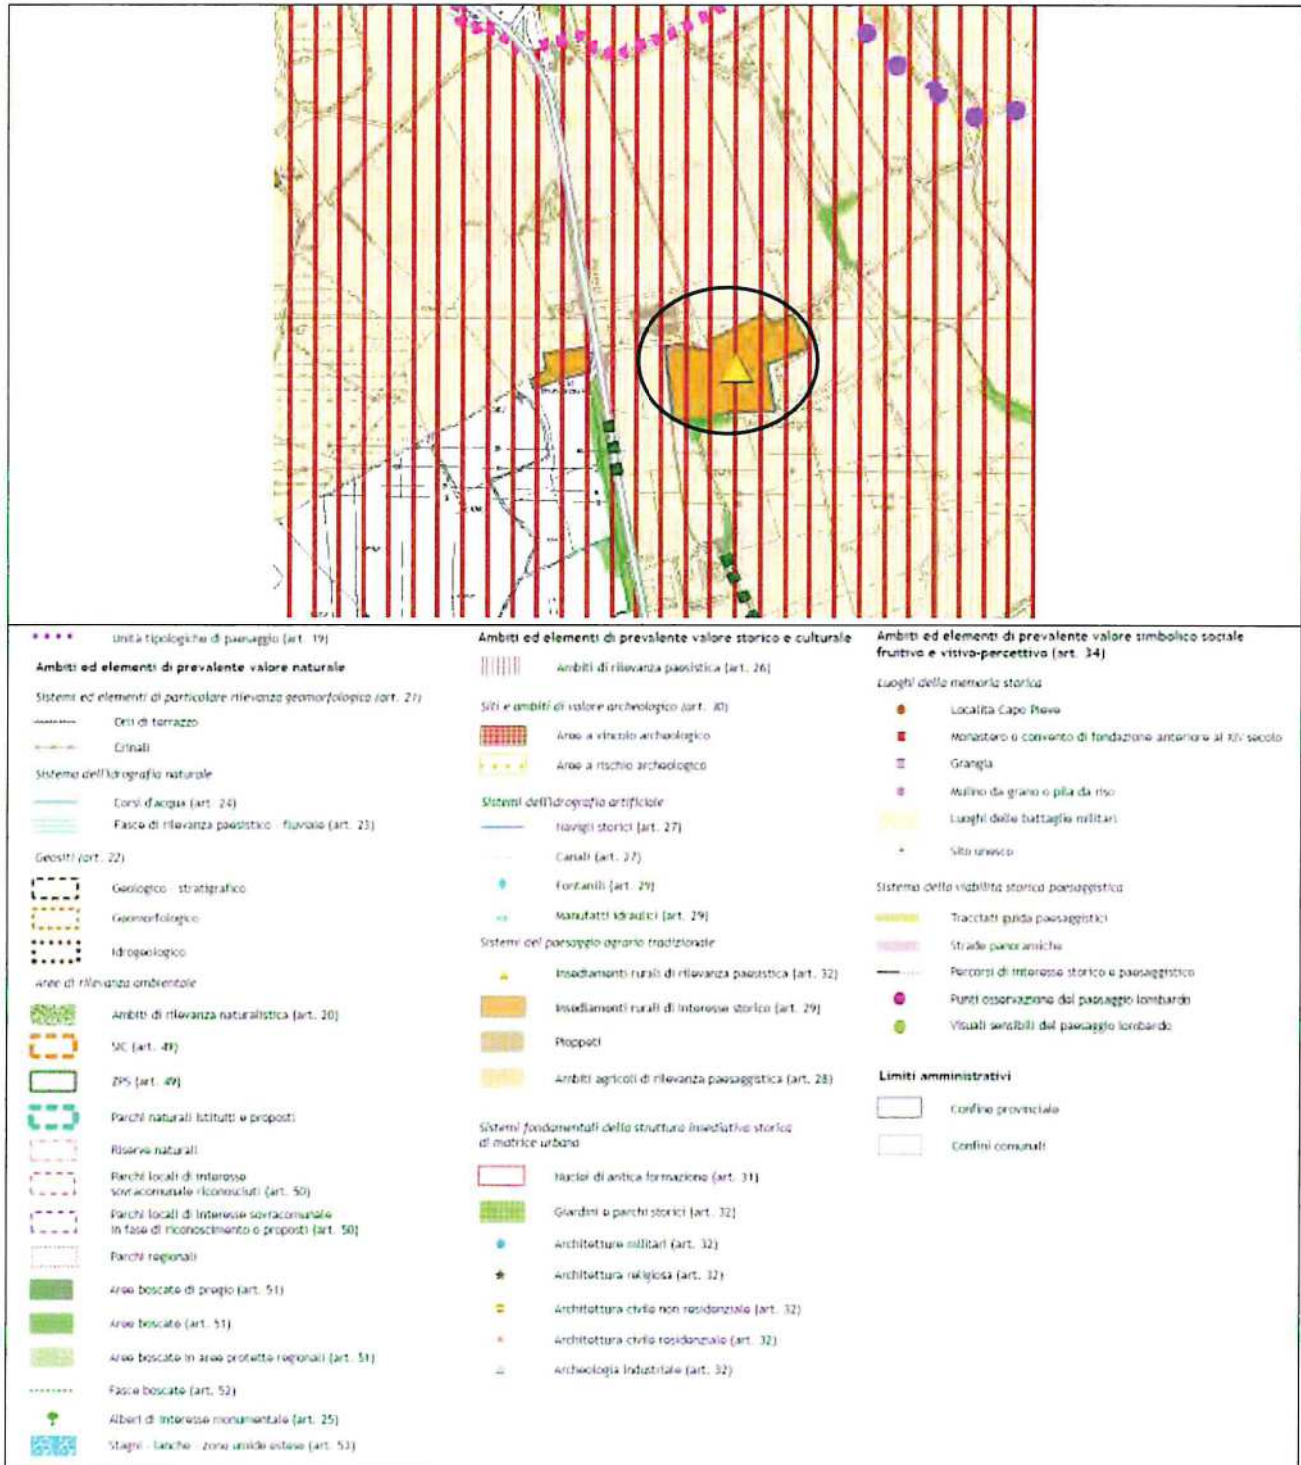 Unità tipologiche di paesaggio (art. 19)
Ambiti ed elementi di prevalente valore naturale
Sistemi ed elementi di particolare rilevanza geomorfologica (art. 21)
Orli di terrazzo
Crinali
Sistema dell'idrografia naturale
Corsi d'acqua (art. 24)
Fasce di rilevanza paesistico - fluviale (art. 23)
Geositi (art. 22)
Geologico - stratigrafico
Geomorfologico
Idrogeologico
Aree di rilevanza ambientale
Ambiti di rilevanza naturalistica (art. 20)
SIC (art. 49)
ZPS (art. 49)
Parchi naturali istituiti e proposti
Riserve naturali
Parchi locali di interesse
sovracomunale riconosciuti (art. 50)
Parchi locali di interesse sovracomunale
in fase di riconoscimento o proposti (art. 50)
Parchi regionali
Aree boscate di pregio (art. 51)
Aree boscate (art. 51)
Aree boscate in aree protette regionali (art. 51)
Fasce boscate (art. 52)
Alberi di interesse monumentale (art. 25)
Stagni - lanche - zone umide estese (art. 53)
Ambiti ed elementi di prevalente valore storico e culturale
Ambiti di rilevanza paesistica (art. 26)
Siti e ambiti di valore archeologico (art. 30)
Aree a vincolo archeologico
Aree a rischio archeologico
Sistemi dell'idrografia artificiale
Navigli storici (art. 27)
Canali (art. 27)
Fontanili (art. 29)
Manufatti idraulici (art. 29)
Sistemi del paesaggio agrario tradizionale
Insediamenti rurali di rilevanza paesistica (art. 32)
Insediamenti rurali di interesse storico (art. 29)
Pioppeti
Ambiti agricoli di rilevanza paesaggistica (art. 28)
Sistemi fondamentali della struttura insediativa storica
di matrice urbana
Nuclei di antica formazione (art. 31)
Giardini e parchi storici (art. 32)
Architetture militari (art. 32)
Architettura religiosa (art. 32)
Architettura civile non residenziale (art. 32)
Architettura civile residenziale (art. 32)
Archeologia industriale (art. 32)
Ambiti ed elementi di prevalente valore simbolico sociale
fruitivo e visivo-percettivo (art. 34)
Luoghi della memoria storica
Località Capo Pieve
Monastero o convento di fondazione anteriore al XIV secolo
Grangia
Mulino da grano o pila da riso
Luoghi delle battaglie militari
Sito unesco
Sistema della viabilità storica paesaggistica
Tracciati guida paesaggistici
Strade panoramiche
Percorsi di interesse storico e paesaggistico
Punti osservazione del paesaggio lombardo
Visuali sensibili del paesaggio lombardo
Limiti amministrativi
Confine provinciale
Confini comunali